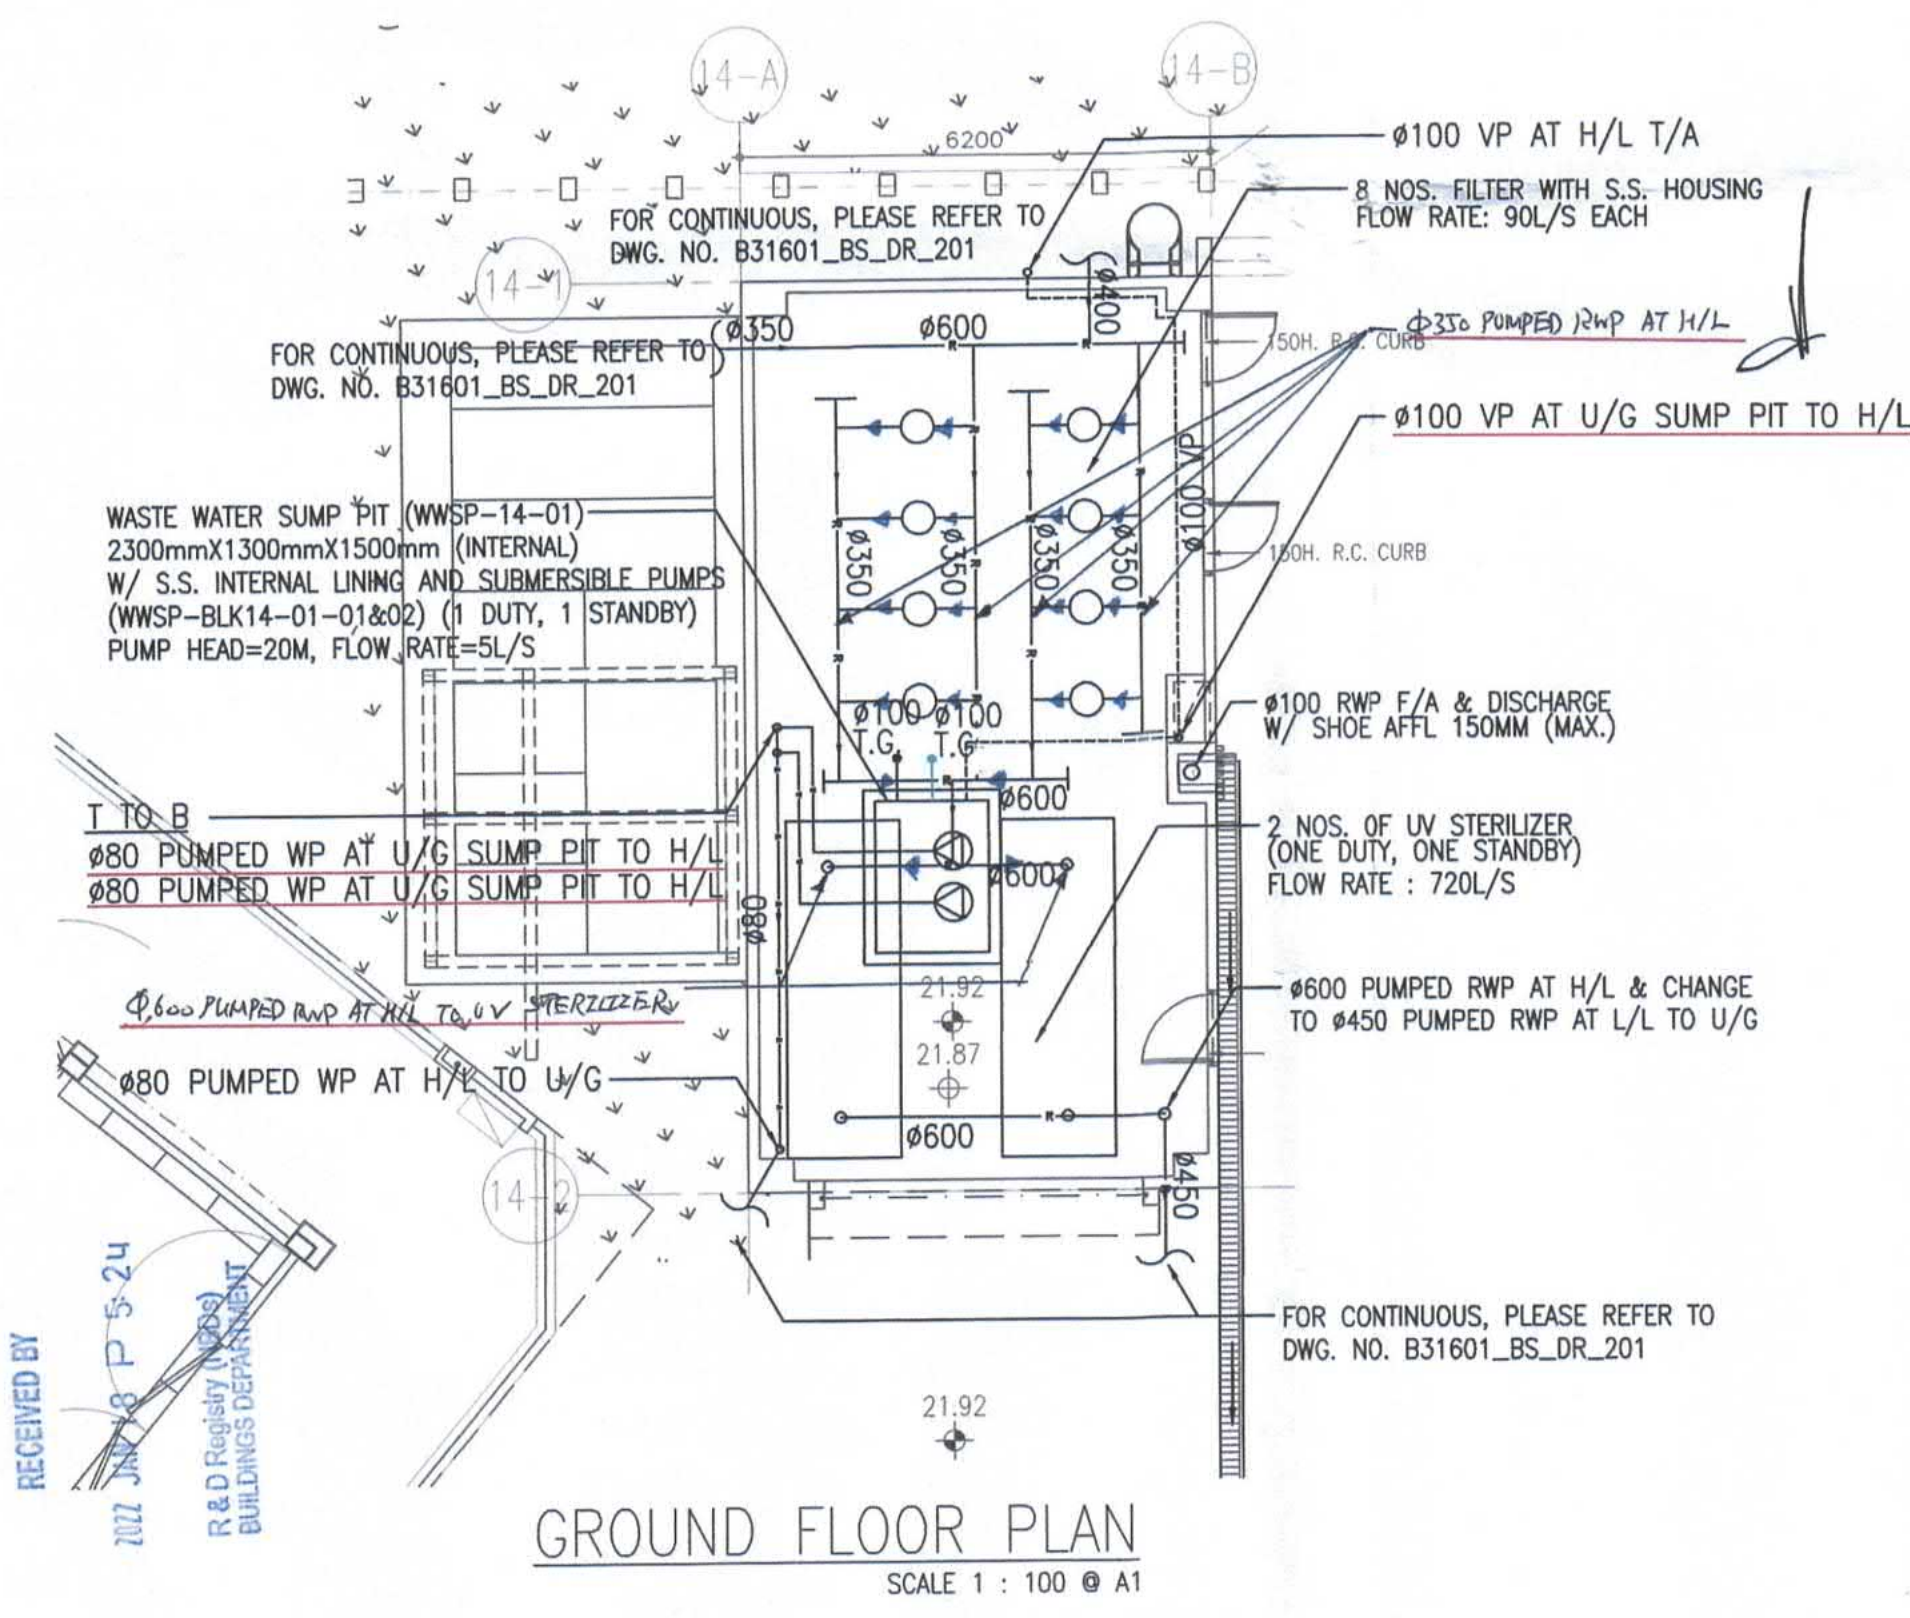 14-A
14-B
6200
ø100 VP AT H/L T/A
8 NOS. FILTER WITH S.S. HOUSING
FLOW RATE: 90L/S EACH
FOR CONTINUOUS, PLEASE REFER TO
DWG. NO. B31601_BS_DR_201
14-1
ø400
ø350
ø600
Φ350 PUMPED RWP AT H/L
150H. R.C. CURB
FOR CONTINUOUS, PLEASE REFER TO
DWG. NO. B31601_BS_DR_201
ø100 VP AT U/G SUMP PIT TO H/L
ø100 VP
WASTE WATER SUMP PIT (WWSP-14-01)
2300mmX1300mmX1500mm (INTERNAL)
W/ S.S. INTERNAL LINING AND SUBMERSIBLE PUMPS
(WWSP-BLK14-01-01&02) (1 DUTY, 1 STANDBY)
PUMP HEAD=20M, FLOW RATE=5L/S
ø350
ø350
ø350
ø350
150H. R.C. CURB
ø100 ø100
T.G. T.G.
ø100 RWP F/A & DISCHARGE
W/ SHOE AFFL 150MM (MAX.)
ø600
T TO B
ø80 PUMPED WP AT U/G SUMP PIT TO H/L
ø80 PUMPED WP AT U/G SUMP PIT TO H/L
2 NOS. OF UV STERILIZER
(ONE DUTY, ONE STANDBY)
FLOW RATE : 720L/S
ø600
ø80
Φ600 PUMPED RWP AT H/L TO UV STERILIZER
21.92
21.87
ø600 PUMPED RWP AT H/L & CHANGE
TO ø450 PUMPED RWP AT L/L TO U/G
ø80 PUMPED WP AT H/L TO U/G
R
ø600
ø450
14-2
FOR CONTINUOUS, PLEASE REFER TO
DWG. NO. B31601_BS_DR_201
21.92
RECEIVED BY
2022 JAN 18 P 5:24
R & D Registry (NBDs)
BUILDINGS DEPARTMENT
GROUND FLOOR PLAN
SCALE 1 : 100 @ A1